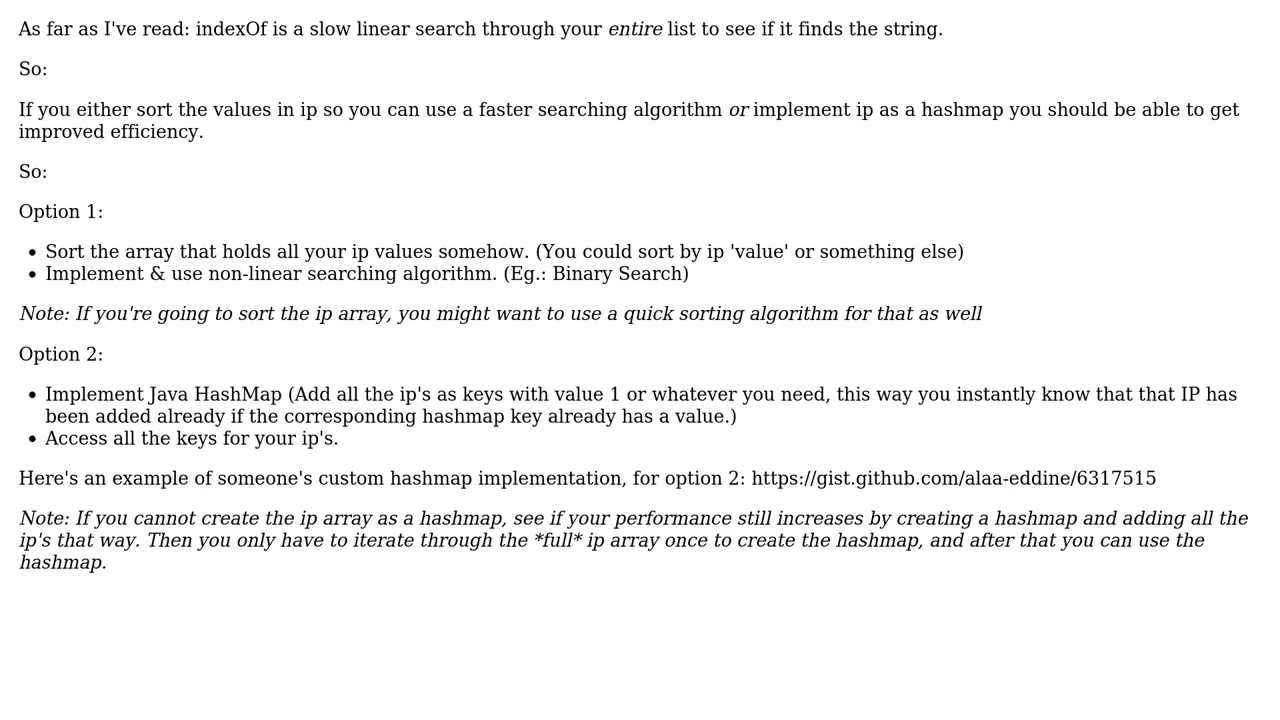 As far as I've read: indexOf is a slow linear search through your entire list to see if it finds the string.
So:
If you either sort the values in ip so you can use a faster searching algorithm or implement ip as a hashmap you should be able to get
improved efficiency.
So:
Option 1:
• Sort the array that holds all your ip values somehow. (You could sort by ip 'value' or something else)
• Implement & use non-linear searching algorithm. (Eg.: Binary Search)
Note: If you're going to sort the ip array, you might want to use a quick sorting algorithm for that as well
Option 2:
• Implement Java HashMap (Add all the ip's as keys with value 1 or whatever you need, this way you instantly know that that IP has
been added already if the corresponding hashmap key already has a value.)
• Access all the keys for your ip's.
Here's an example of someone's custom hashmap implementation, for option 2: https://gist.github.com/alaa-eddine/6317515
Note: If you cannot create the ip array as a hashmap, see if your performance still increases by creating a hashmap and adding all the
ip's that way. Then you only have to iterate through the *full* ip array once to create the hashmap, and after that you can use the
hashmap.